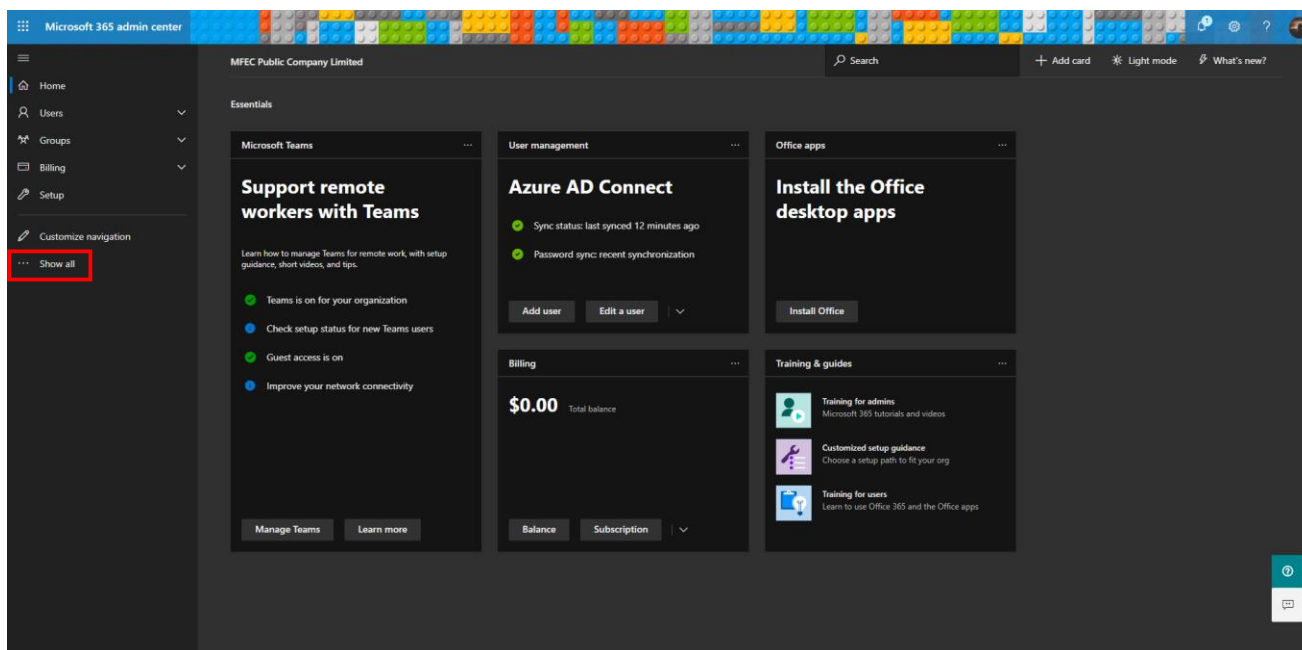 Microsoft 365 admin center
1
?
MFEC Public Company Limited
Search
Add card
Light mode
What's new?
Home
Users
Groups
Billing
Setup
Customize navigation
Show all
Essentials
Microsoft Teams
Support remote
workers with Teams
Learn how to manage Teams for remote work, with setup
guidance, short videos, and tips.
Teams is on for your organization
Check setup status for new Teams users
Guest access is on
Improve your network connectivity
Manage Teams
Learn more
User management
Azure AD Connect
Sync status: last synced 12 minutes ago
Password sync: recent synchronization
Add user
Edit a user
Office apps
Install the Office
desktop apps
Install Office
Billing
$0.00 Total balance
Balance
Subscription
Training & guides
Training for admins
Microsoft 365 tutorials and videos
Customized setup guidance
Choose a setup path to fit your org
Training for users
Learn to use Office 365 and the Office apps